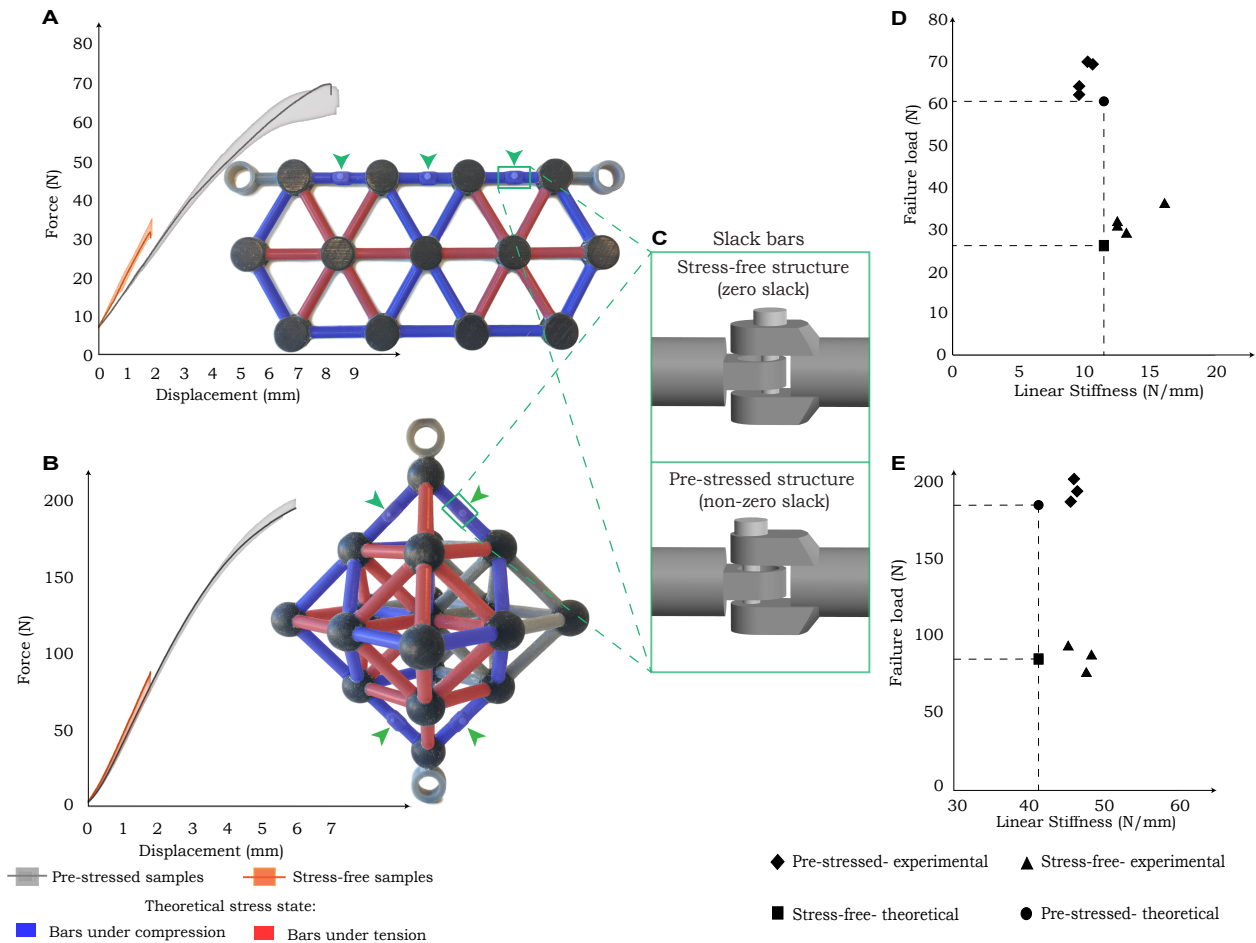 A
80
70
60
50
40
30
20
10
0
Force (N)
0 1 2 3 4 5 6 7 8 9
Displacement (mm)
B
200
150
100
50
0
Force (N)
0 1 2 3 4 5 6 7
Displacement (mm)
C
Slack bars
Stress-free structure
(zero slack)
Pre-stressed structure
(non-zero slack)
D
80
70
60
50
40
30
20
10
0
Failure load (N)
0 5 10 15 20
Linear Stiffness (N/mm)
E
200
150
100
50
0
Failure load (N)
30 40 50 60
Linear Stiffness (N/mm)
Pre-stressed samples
Stress-free samples
Theoretical stress state:
Bars under compression
Bars under tension
Pre-stressed- experimental
Stress-free- experimental
Stress-free- theoretical
Pre-stressed- theoretical